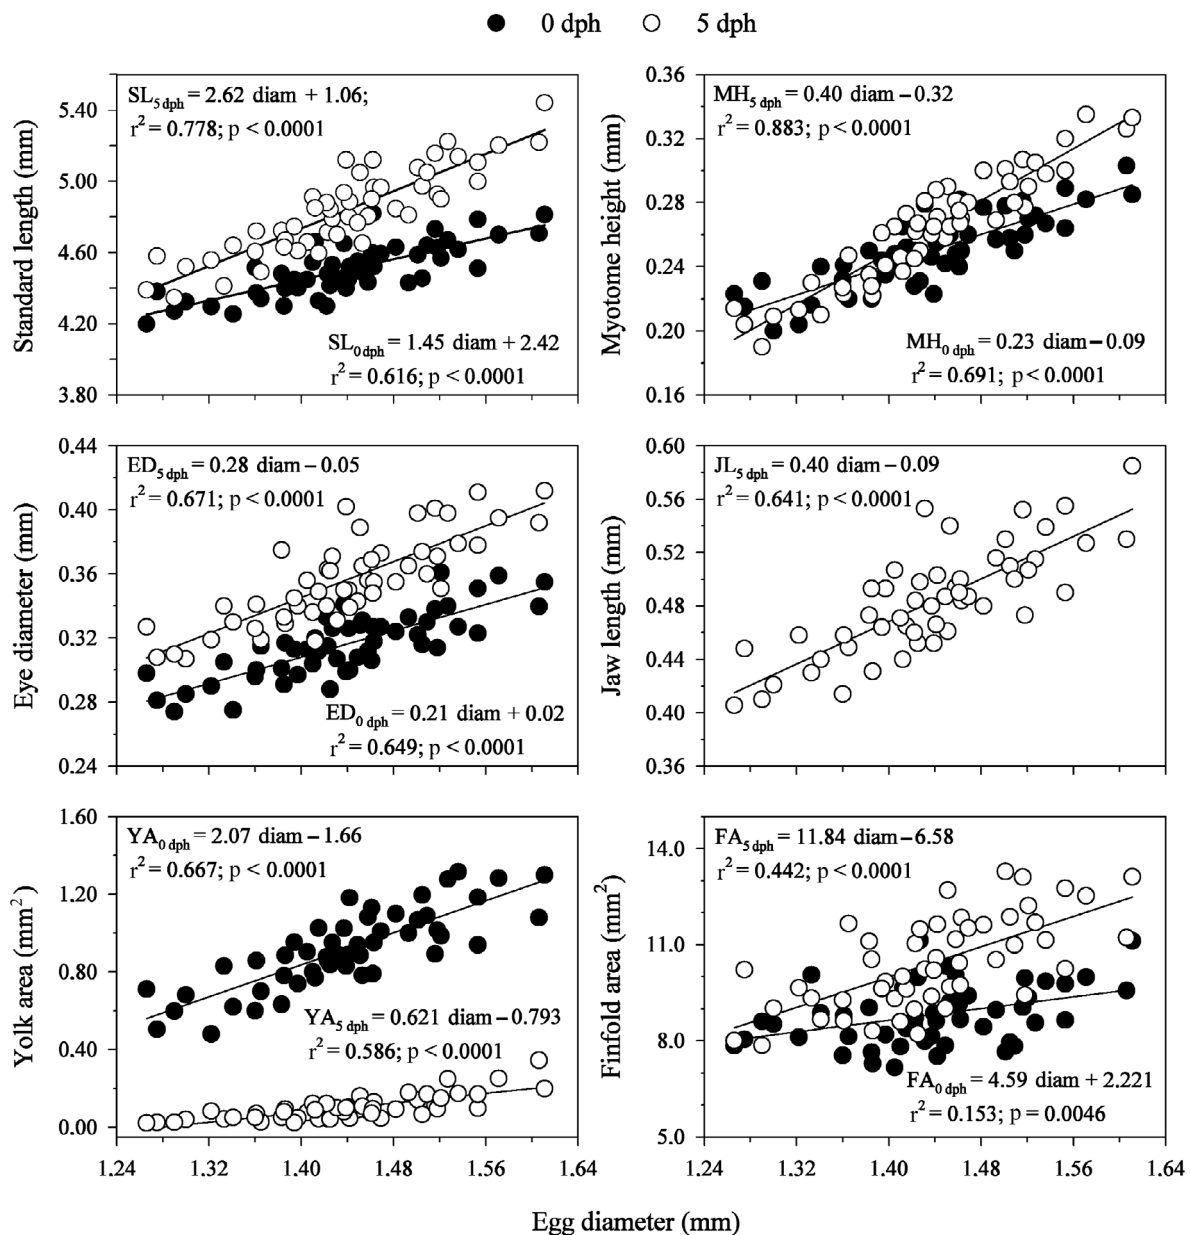 0 dph 5 dph
SL5 dph = 2.62 diam + 1.06;
r2 = 0.778; p < 0.0001
SL0 dph = 1.45 diam + 2.42
r2 = 0.616; p < 0.0001
5.40
5.00
4.60
4.20
3.80
Standard length (mm)
MH5 dph = 0.40 diam – 0.32
r2 = 0.883; p < 0.0001
MH0 dph = 0.23 diam – 0.09
r2 = 0.691; p < 0.0001
0.36
0.32
0.28
0.24
0.20
0.16
Myotome height (mm)
ED5 dph = 0.28 diam – 0.05
r2 = 0.671; p < 0.0001
ED0 dph = 0.21 diam + 0.02
r2 = 0.649; p < 0.0001
0.44
0.40
0.36
0.32
0.28
0.24
Eye diameter (mm)
JL5 dph = 0.40 diam – 0.09
r2 = 0.641; p < 0.0001
0.60
0.56
0.52
0.48
0.44
0.40
0.36
Jaw length (mm)
YA0 dph = 2.07 diam – 1.66
r2 = 0.667; p < 0.0001
YA5 dph = 0.621 diam – 0.793
r2 = 0.586; p < 0.0001
1.60
1.20
0.80
0.40
0.00
Yolk area (mm2)
1.24 1.32 1.40 1.48 1.56 1.64
FA5 dph = 11.84 diam – 6.58
r2 = 0.442; p < 0.0001
FA0 dph = 4.59 diam + 2.221
r2 = 0.153; p = 0.0046
14.0
11.0
8.0
5.0
Finfold area (mm2)
1.24 1.32 1.40 1.48 1.56 1.64
Egg diameter (mm)